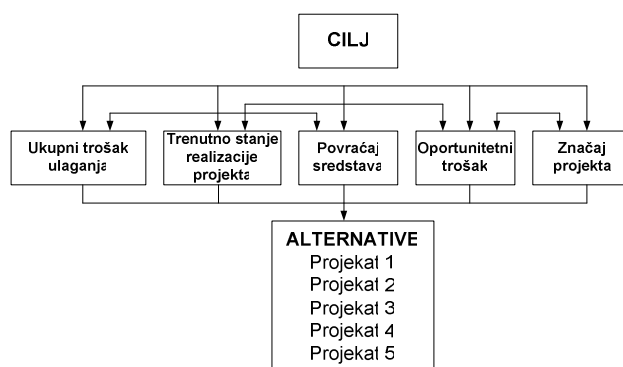 CILJ
Ukupni trošak
ulaganja
Trenutno stanje
realizacije
projekta
Povraćaj
sredstava
Oportunitetni
trošak
Značaj
projekta
ALTERNATIVE
Projekat 1
Projekat 2
Projekat 3
Projekat 4
Projekat 5